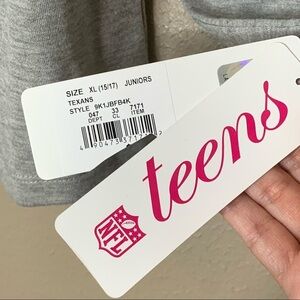 SIZE XL (15/17) JUNIORS
TEXANS
STYLE 9K1JBFB4K
047 33 7171
DEPT CL ITEM
teens
NFL